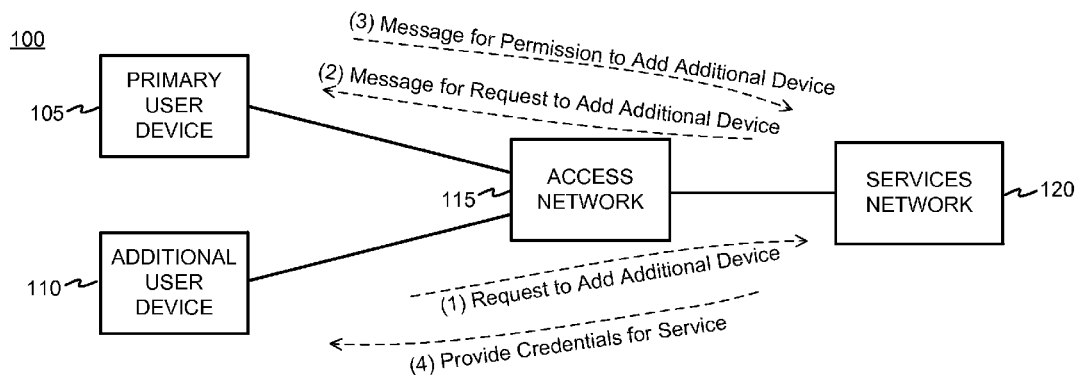 100
(3) Message for Permission to Add Additional Device
(2) Message for Request to Add Additional Device
PRIMARY
USER
DEVICE
105
ACCESS
NETWORK
115
SERVICES
NETWORK
120
ADDITIONAL
USER
DEVICE
110
(1) Request to Add Additional Device
(4) Provide Credentials for Service